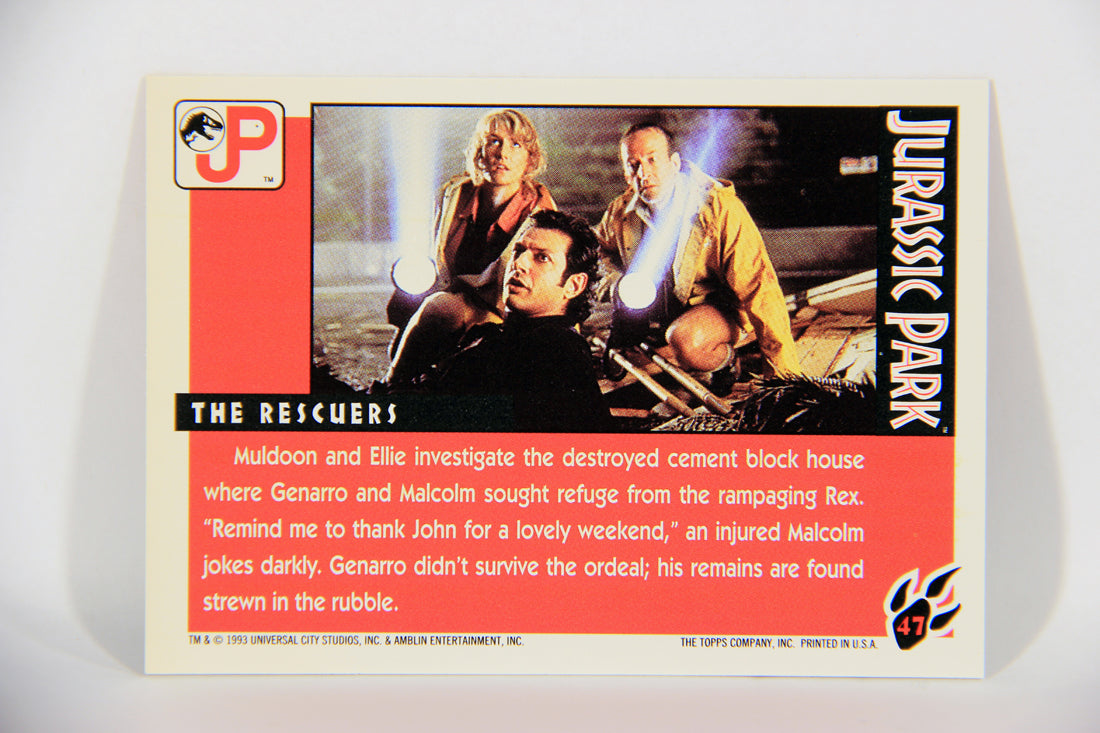 JP
TM
JURASSIC PARK
TM
THE RESCUERS
Muldoon and Ellie investigate the destroyed cement block house
where Genarro and Malcolm sought refuge from the rampaging Rex.
“Remind me to thank John for a lovely weekend,” an injured Malcolm
jokes darkly. Genarro didn’t survive the ordeal; his remains are found
strewn in the rubble.
47
TM & © 1993 UNIVERSAL CITY STUDIOS, INC. & AMBLIN ENTERTAINMENT, INC.
THE TOPPS COMPANY, INC. PRINTED IN U.S.A.